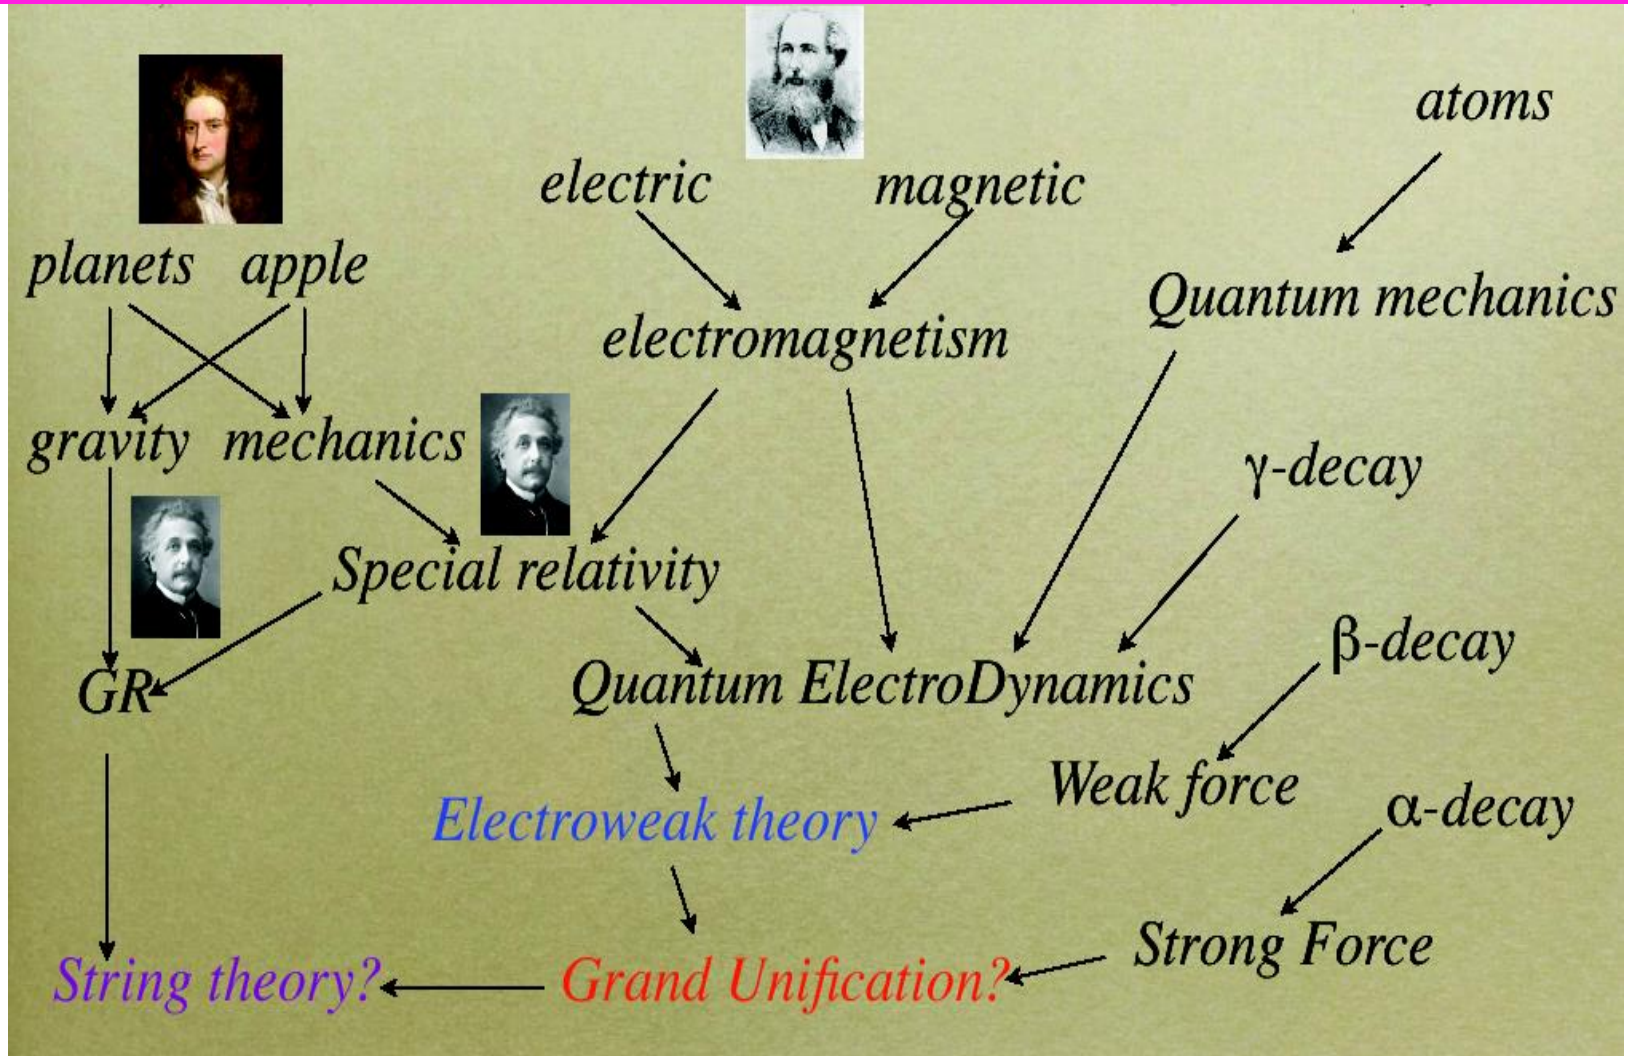 atoms
electric magnetic
planets apple
Quantum mechanics
electromagnetism
gravity mechanics
γ-decay
Special relativity
β-decay
GR
Quantum ElectroDynamics
Weak force
α-decay
Electroweak theory
Strong Force
String theory?
Grand Unification?